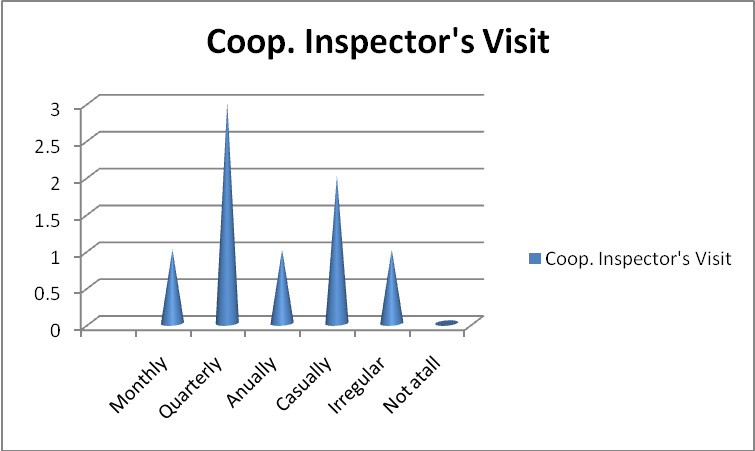 Coop. Inspector's Visit
3
2.5
2
1.5
1
0.5
0
Monthly
Quarterly
Anually
Casually
Irregular
Not atall
Coop. Inspector's Visit